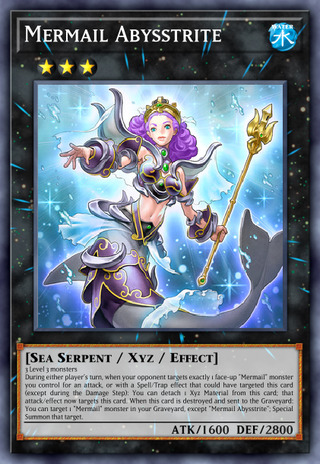 Mermail Abysstrite
WATER
水
[Sea Serpent / Xyz / Effect]
3 Level 3 monsters
During either player's turn, when your opponent targets exactly 1 face-up "Mermail" monster
you control for an attack, or with a Spell/Trap effect that could have targeted this card
(except during the Damage Step): You can detach 1 Xyz Material from this card; that
attack/effect now targets this card. When this card is destroyed and sent to the Graveyard:
You can target 1 "Mermail" monster in your Graveyard, except "Mermail Abysstrite"; Special
Summon that target.
ATK/1600 DEF/2800